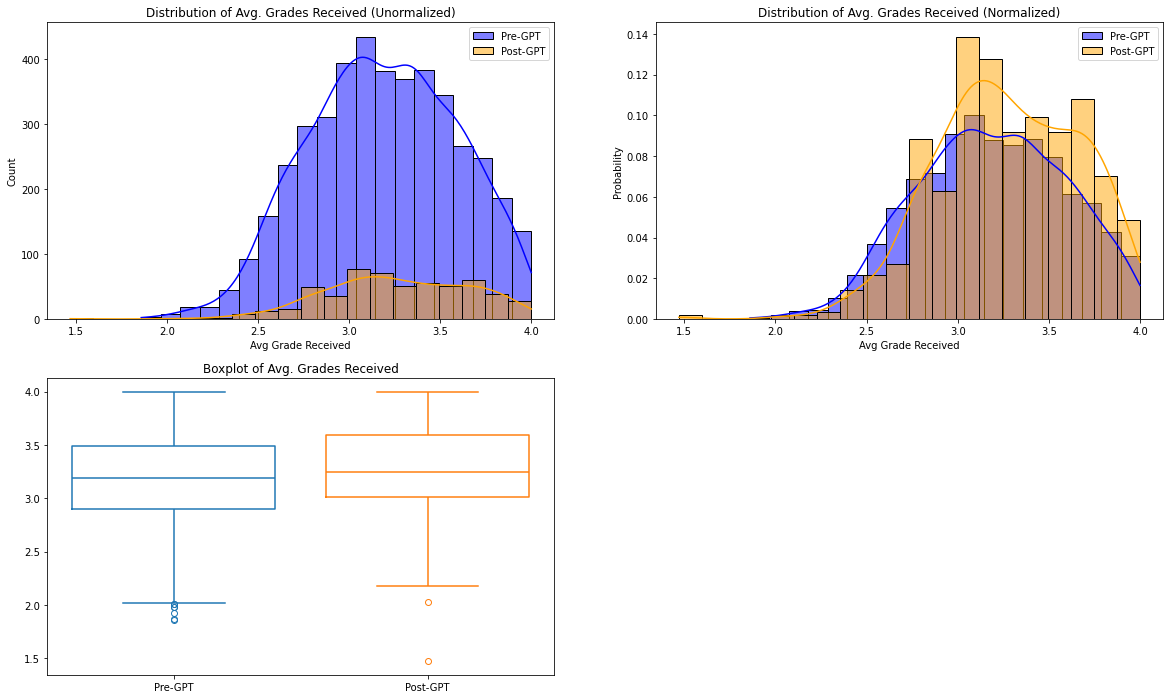 Distribution of Avg. Grades Received (Unormalized)
400
300
200
100
0
Count
1.5 2.0 2.5 3.0 3.5 4.0
Avg Grade Received
Pre-GPT
Post-GPT
Distribution of Avg. Grades Received (Normalized)
0.14
0.12
0.10
0.08
0.06
0.04
0.02
0.00
Probability
1.5 2.0 2.5 3.0 3.5 4.0
Avg Grade Received
Pre-GPT
Post-GPT
Boxplot of Avg. Grades Received
4.0
3.5
3.0
2.5
2.0
1.5
Pre-GPT Post-GPT